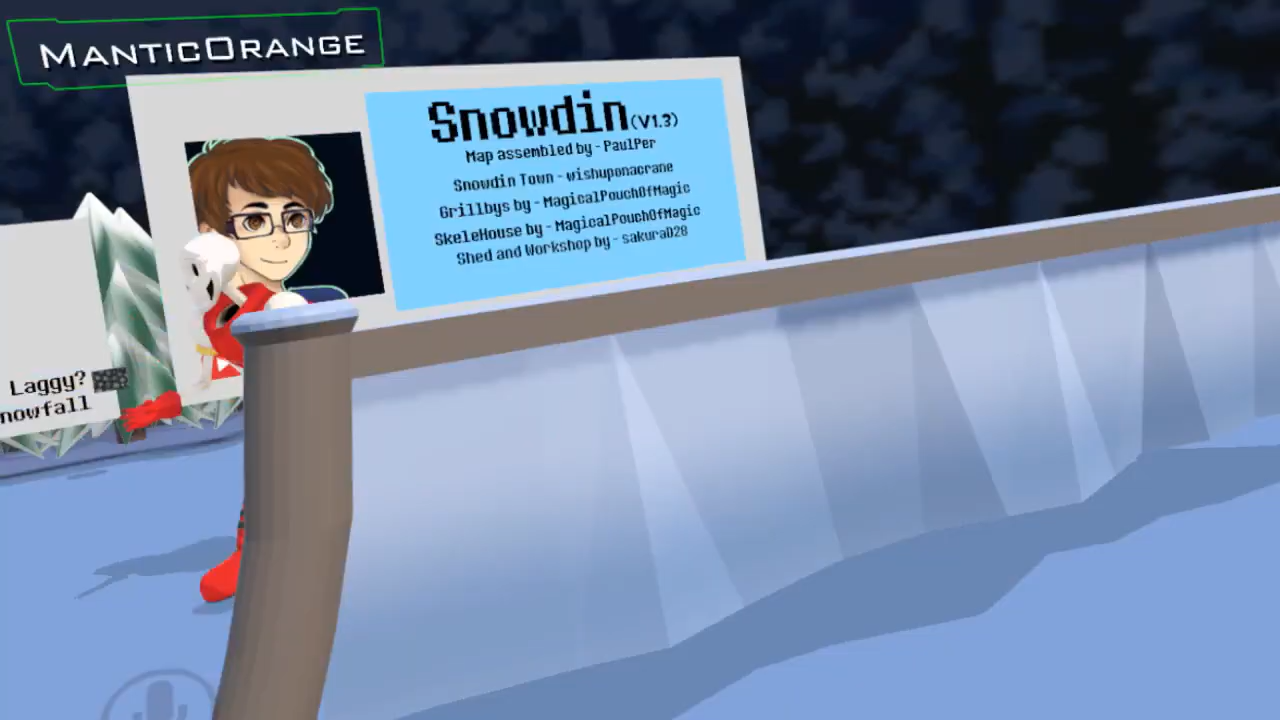 MANTICORANGE
Snowdin (V1.3)
Map assembled by - PaulPer
Snowdin Town - wishuponacrane
Grillbys by - MagicalPouchOfMagic
SkeleHouse by - MagicalPouchOfMagic
Shed and Workshop by - sakuraD28
Laggy?
nowfall